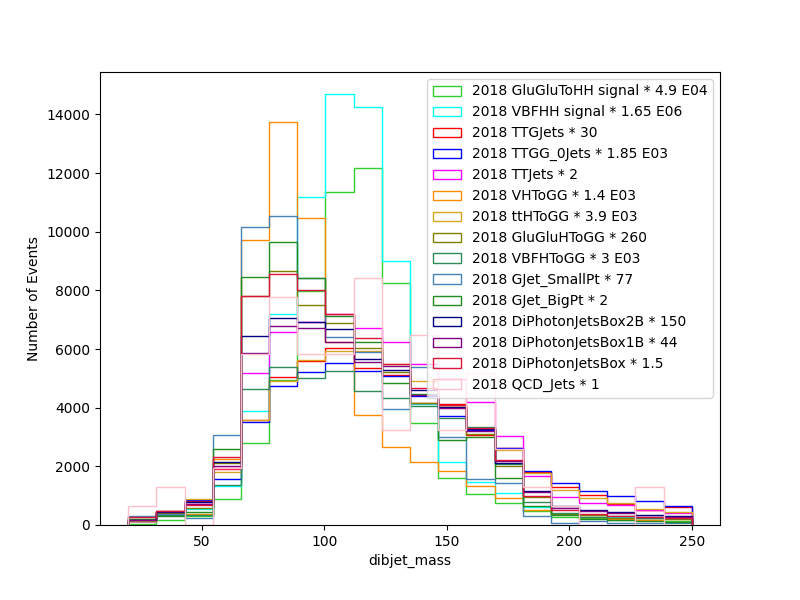 14000
12000
10000
8000
6000
4000
2000
0
Number of Events
50
100
150
200
250
dibjet_mass
2018 GluGluToHH signal * 4.9 E04
2018 VBFHH signal * 1.65 E06
2018 TTGJets * 30
2018 TTGG_0Jets * 1.85 E03
2018 TTJets * 2
2018 VHToGG * 1.4 E03
2018 ttHToGG * 3.9 E03
2018 GluGluHToGG * 260
2018 VBFHToGG * 3 E03
2018 GJet_SmallPt * 77
2018 GJet_BigPt * 2
2018 DiPhotonJetsBox2B * 150
2018 DiPhotonJetsBox1B * 44
2018 DiPhotonJetsBox * 1.5
2018 QCD_Jets * 1